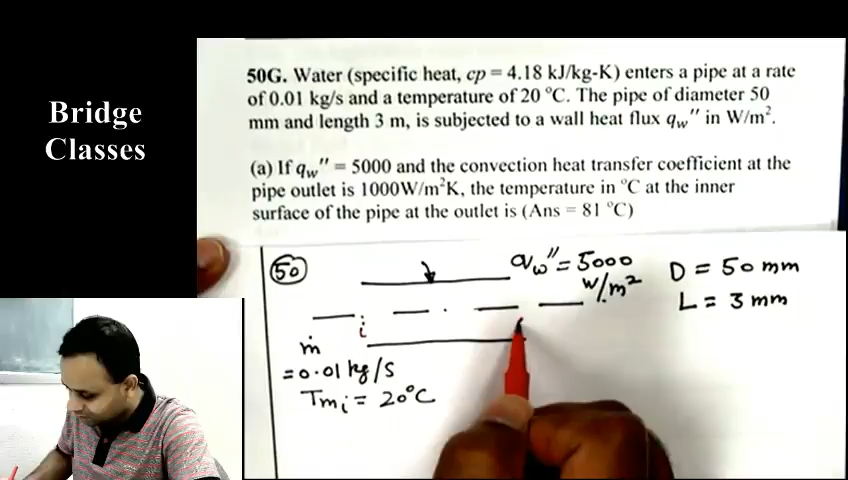 Bridge
Classes
50G. Water (specific heat, cp = 4.18 kJ/kg-K) enters a pipe at a rate
of 0.01 kg/s and a temperature of 20 °C. The pipe of diameter 50
mm and length 3 m, is subjected to a wall heat flux qw'' in W/m².
(a) If qw'' = 5000 and the convection heat transfer coefficient at the
pipe outlet is 1000W/m²K, the temperature in °C at the inner
surface of the pipe at the outlet is (Ans = 81 °C)
50
qw'' = 5000
W/m²
D = 50 mm
L = 3 mm
i
ṁ
= 0.01 kg/s
Tmi = 20°C